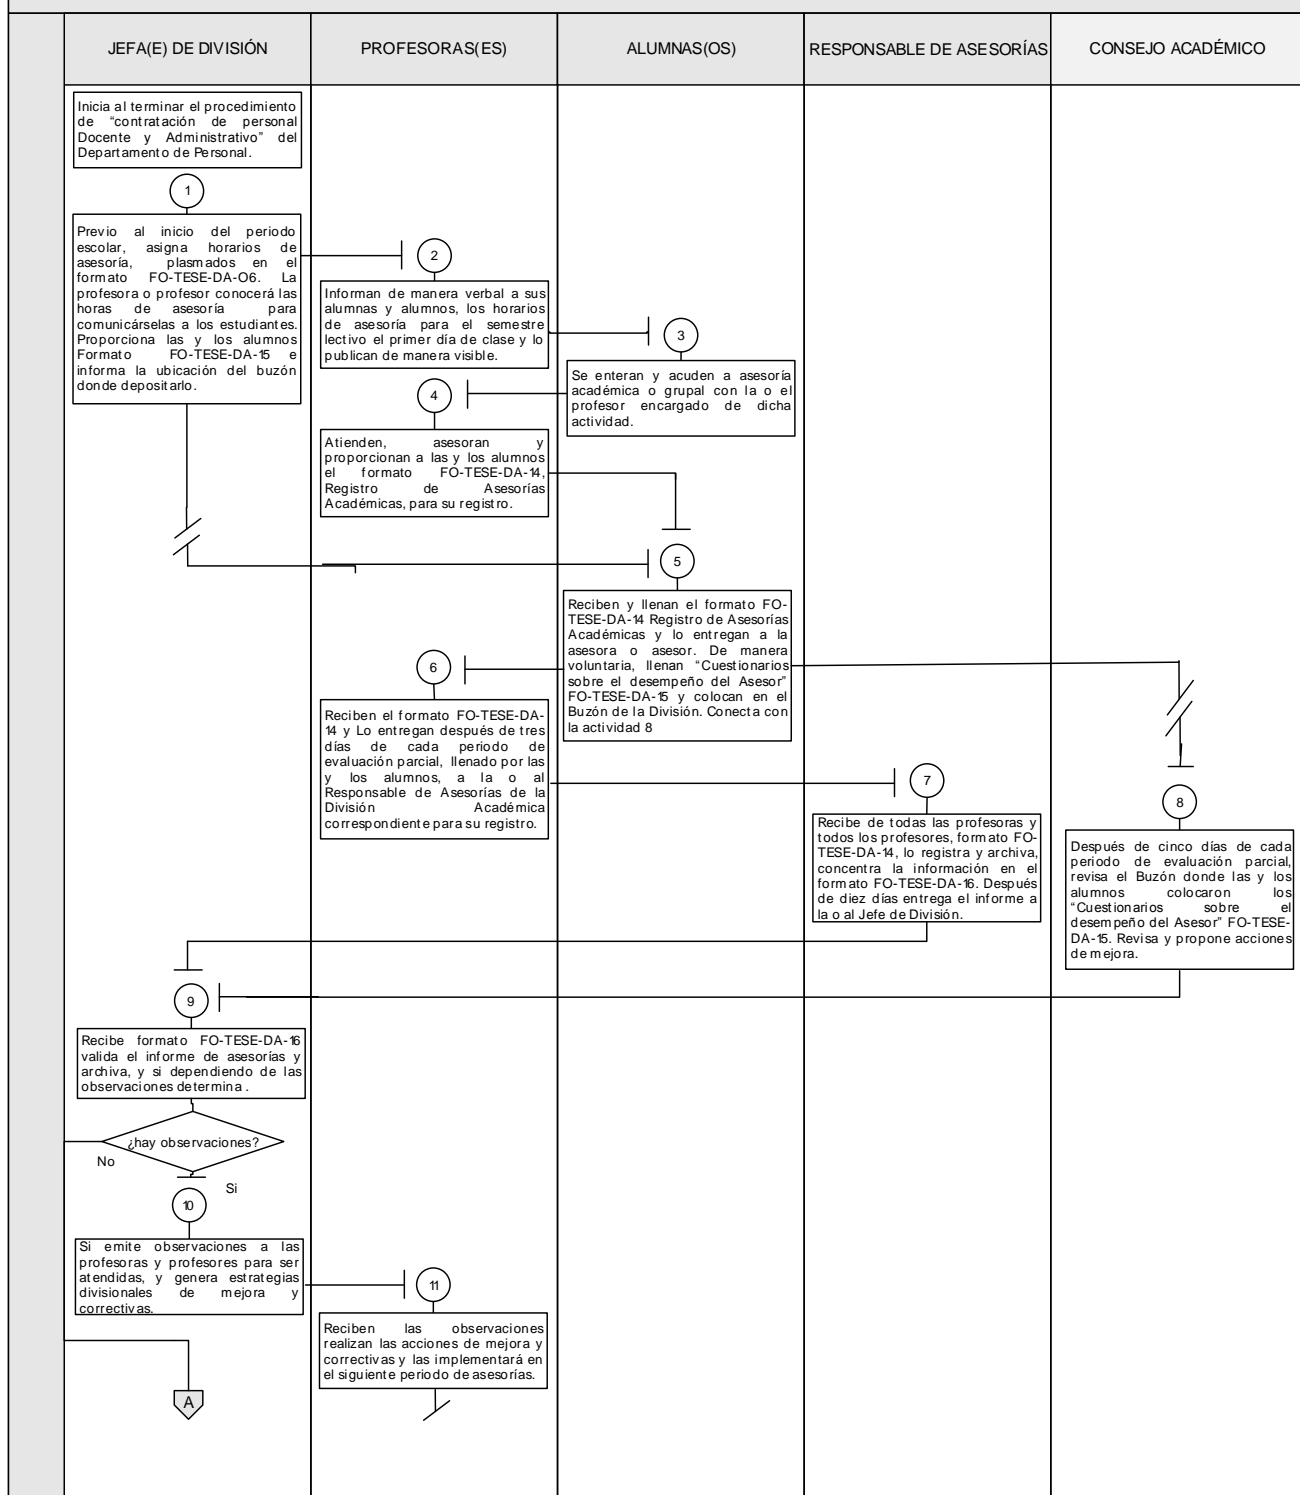 JEFA(E) DE DIVISIÓN
PROFESORAS(ES)
ALUMNAS(OS)
RESPONSABLE DE ASESORÍAS
CONSEJO ACADÉMICO
Inicia al terminar el procedimiento
de “contratación de personal
Docente y Administrativo” del
Departamento de Personal.
1
Previo al inicio del periodo
escolar, asigna horarios de
asesoría, plasmados en el
formato FO-TESE-DA-O6. La
profesora o profesor conocerá las
horas de asesoría para
comunicárselas a los estudiantes.
Proporciona las y los alumnos
Formato FO-TESE-DA-15 e
informa la ubicación del buzón
donde depositarlo.
2
Informan de manera verbal a sus
alumnas y alumnos, los horarios
de asesoría para el semestre
lectivo el primer día de clase y lo
publican de manera visible.
3
Se enteran y acuden a asesoría
académica o grupal con la o el
profesor encargado de dicha
actividad.
4
Atienden, asesoran y
proporcionan a las y los alumnos
el formato FO-TESE-DA-14,
Registro de Asesorías
Académicas, para su registro.
5
Reciben y llenan el formato FO-
TESE-DA-14 Registro de Asesorías
Académicas y lo entregan a la
asesora o asesor. De manera
voluntaria, llenan “Cuestionarios
sobre el desempeño del Asesor”
FO-TESE-DA-15 y colocan en el
Buzón de la División. Conecta con
la actividad 8
6
Reciben el formato FO-TESE-DA-
14 y Lo entregan después de tres
días de cada periodo de
evaluación parcial, llenado por las
y los alumnos, a la o al
Responsable de Asesorías de la
División Académica
correspondiente para su registro.
7
Recibe de todas las profesoras y
todos los profesores, formato FO-
TESE-DA-14, lo registra y archiva,
concentra la información en el
formato FO-TESE-DA-16. Después
de diez días entrega el informe a
la o al Jefe de División.
8
Después de cinco días de cada
periodo de evaluación parcial,
revisa el Buzón donde las y los
alumnos colocaron los
“Cuestionarios sobre el
desempeño del Asesor” FO-TESE-
DA-15. Revisa y propone acciones
de mejora.
9
Recibe formato FO-TESE-DA-16
valida el informe de asesorías y
archiva, y si dependiendo de las
observaciones determina .
¿hay observaciones?
No
Si
10
Si emite observaciones a las
profesoras y profesores para ser
atendidas, y genera estrategias
divisionales de mejora y
correctivas.
11
Reciben las observaciones
realizan las acciones de mejora y
correctivas y las implementará en
el siguiente periodo de asesorías.
A